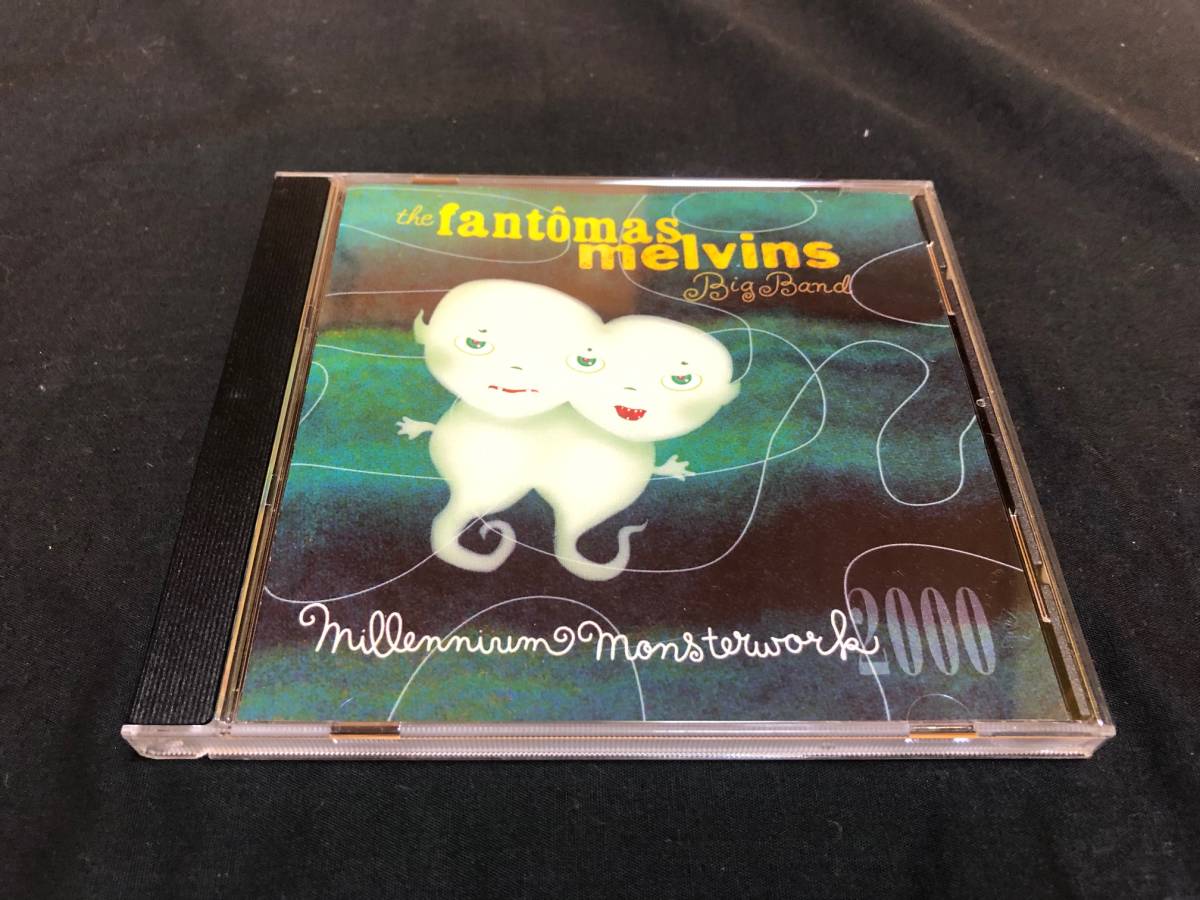 the fantômas
melvins
Big Band
Millennium Monsterwork 2000